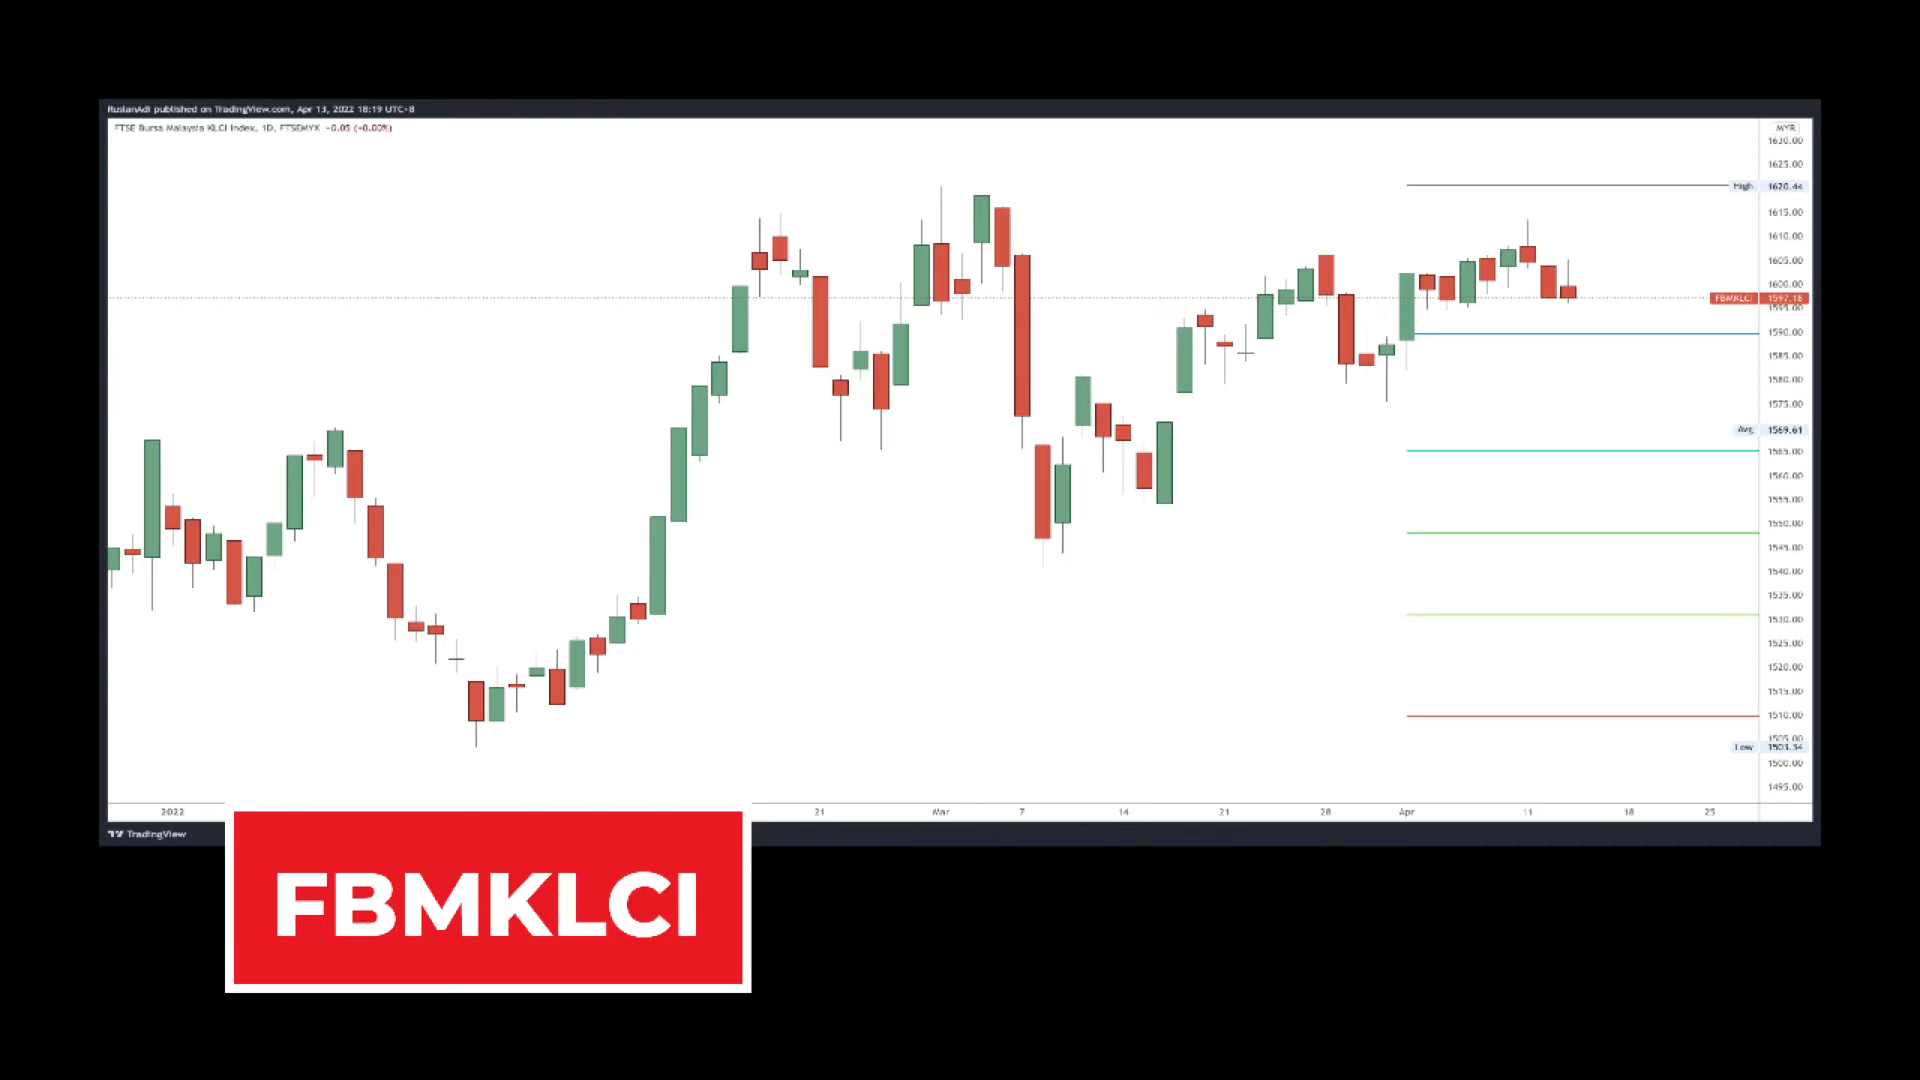 RuslanAdt published on TradingView.com, Apr 13, 2022 18:19 UTC+8
FTSE Bursa Malaysia KLCI Index, 1D, FTSEMYX −0.05 (−0.00%)
MYR
1630.00
1625.00
High 1620.44
1615.00
1610.00
1605.00
1600.00
FBMKLCI 1597.18
1595.00
1590.00
1585.00
1580.00
1575.00
Avg 1569.61
1565.00
1560.00
1555.00
1550.00
1545.00
1540.00
1535.00
1530.00
1525.00
1520.00
1515.00
1510.00
1505.00
Low 1503.34
1500.00
1495.00
2022 21 Mar 7 14 21 28 Apr 11 18 25
TradingView
FBMKLCI